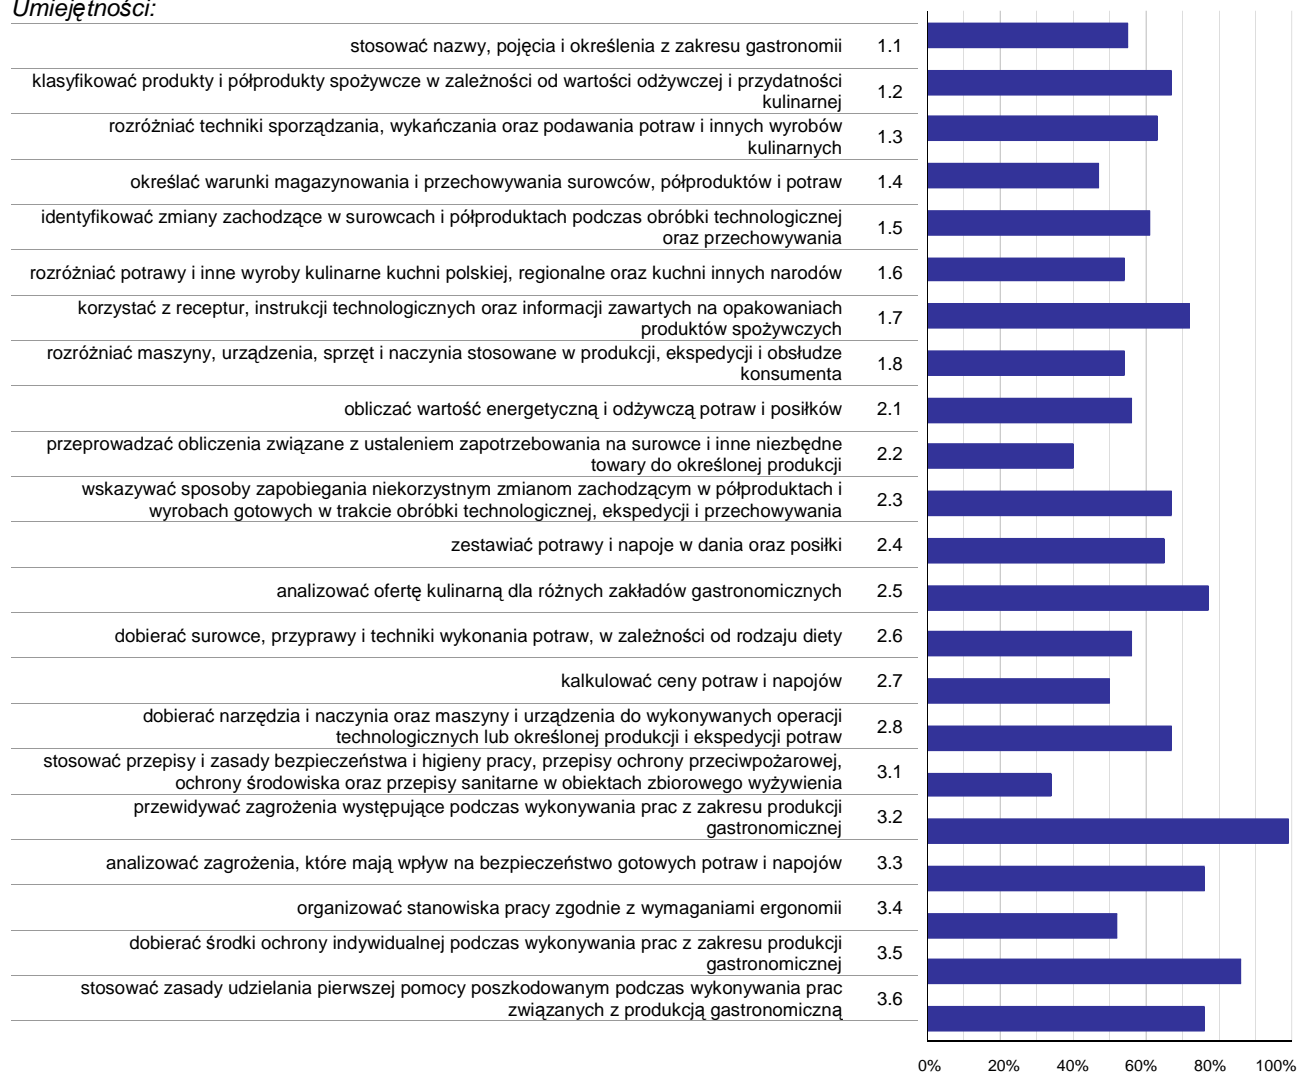 Umiejętności:
stosować nazwy, pojęcia i określenia z zakresu gastronomii 1.1
klasyfikować produkty i półprodukty spożywcze w zależności od wartości odżywczej i przydatności
kulinarnej 1.2
rozróżniać techniki sporządzania, wykańczania oraz podawania potraw i innych wyrobów
kulinarnych 1.3
określać warunki magazynowania i przechowywania surowców, półproduktów i potraw 1.4
identyfikować zmiany zachodzące w surowcach i półproduktach podczas obróbki technologicznej
oraz przechowywania 1.5
rozróżniać potrawy i inne wyroby kulinarne kuchni polskiej, regionalne oraz kuchni innych narodów 1.6
korzystać z receptur, instrukcji technologicznych oraz informacji zawartych na opakowaniach
produktów spożywczych 1.7
rozróżniać maszyny, urządzenia, sprzęt i naczynia stosowane w produkcji, ekspedycji i obsłudze
konsumenta 1.8
obliczać wartość energetyczną i odżywczą potraw i posiłków 2.1
przeprowadzać obliczenia związane z ustaleniem zapotrzebowania na surowce i inne niezbędne
towary do określonej produkcji 2.2
wskazywać sposoby zapobiegania niekorzystnym zmianom zachodzącym w półproduktach i
wyrobach gotowych w trakcie obróbki technologicznej, ekspedycji i przechowywania 2.3
zestawiać potrawy i napoje w dania oraz posiłki 2.4
analizować ofertę kulinarną dla różnych zakładów gastronomicznych 2.5
dobierać surowce, przyprawy i techniki wykonania potraw, w zależności od rodzaju diety 2.6
kalkulować ceny potraw i napojów 2.7
dobierać narzędzia i naczynia oraz maszyny i urządzenia do wykonywanych operacji
technologicznych lub określonej produkcji i ekspedycji potraw 2.8
stosować przepisy i zasady bezpieczeństwa i higieny pracy, przepisy ochrony przeciwpożarowej,
ochrony środowiska oraz przepisy sanitarne w obiektach zbiorowego wyżywienia 3.1
przewidywać zagrożenia występujące podczas wykonywania prac z zakresu produkcji
gastronomicznej 3.2
analizować zagrożenia, które mają wpływ na bezpieczeństwo gotowych potraw i napojów 3.3
organizować stanowiska pracy zgodnie z wymaganiami ergonomii 3.4
dobierać środki ochrony indywidualnej podczas wykonywania prac z zakresu produkcji
gastronomicznej 3.5
stosować zasady udzielania pierwszej pomocy poszkodowanym podczas wykonywania prac
związanych z produkcją gastronomiczną 3.6
0% 20% 40% 60% 80% 100%